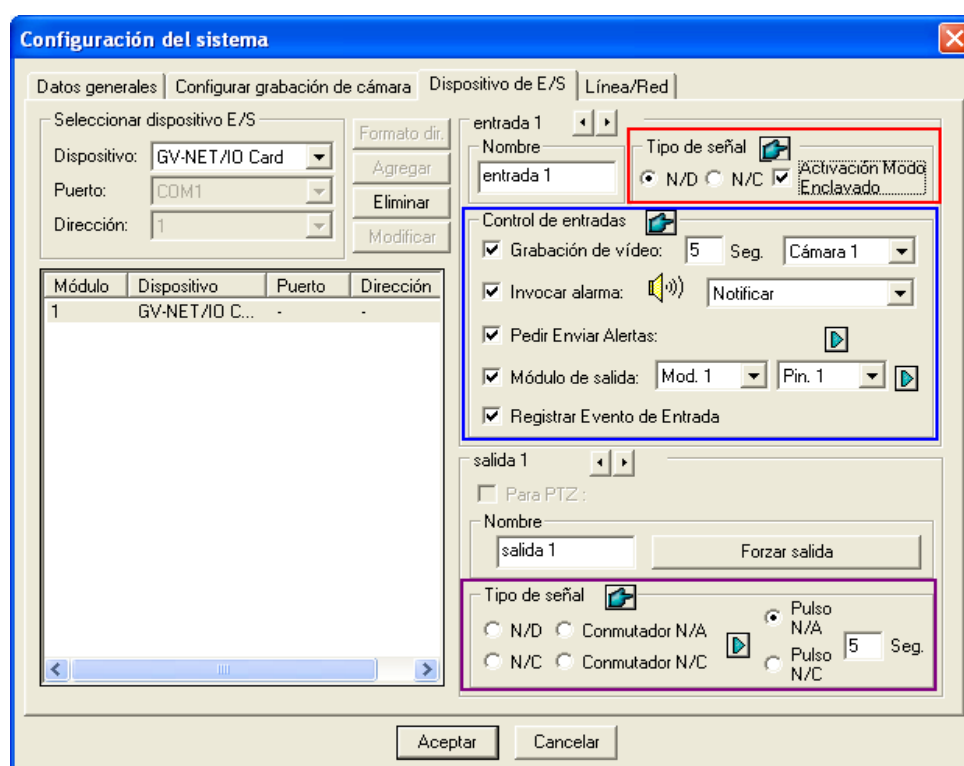 Configuración del sistema
Datos generales
Configurar grabación de cámara
Dispositivo de E/S
Línea/Red
Seleccionar dispositivo E/S
Dispositivo: GV-NET/IO Card
Puerto: COM1
Dirección: 1
Formato dir.
Agregar
Eliminar
Modificar
Módulo Dispositivo Puerto Dirección
1 GV-NET/IO C... - -
entrada 1
Nombre
entrada 1
Tipo de señal
N/D N/C Activación Modo
Enclavado
Control de entradas
Grabación de vídeo: 5 Seg. Cámara 1
Invocar alarma: Notificar
Pedir Enviar Alertas:
Módulo de salida: Mod. 1 Pin. 1
Registrar Evento de Entrada
salida 1
Para PTZ :
Nombre
salida 1
Forzar salida
Tipo de señal
N/D Conmutador N/A
N/C Conmutador N/C
Pulso
N/A
Pulso
N/C
5 Seg.
Aceptar
Cancelar